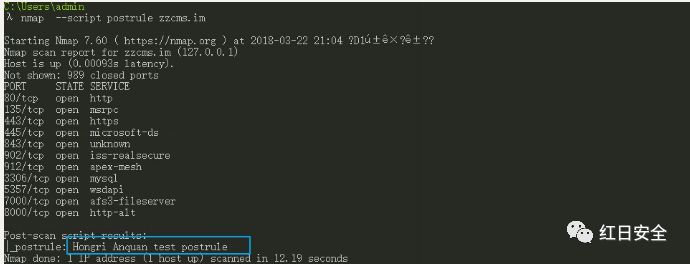 C:\Users\admin
λ nmap  --script postrule zzcms.im
Starting Nmap 7.60 ( https://nmap.org ) at 2018-03-22 21:04 ?D1ú±ê×?ê±??
Nmap scan report for zzcms.im (127.0.0.1)
Host is up (0.00093s latency).
Not shown: 989 closed ports
PORT     STATE SERVICE
80/tcp   open  http
135/tcp  open  msrpc
443/tcp  open  https
445/tcp  open  microsoft-ds
843/tcp  open  unknown
902/tcp  open  iss-realsecure
912/tcp  open  apex-mesh
3306/tcp open  mysql
5357/tcp open  wsdapi
7000/tcp open  afs3-fileserver
8000/tcp open  http-alt
Post-scan script results:
|_postrule: Hongri Anquan test postrule
Nmap done: 1 IP address (1 host up) scanned in 12.19 seconds
红日安全